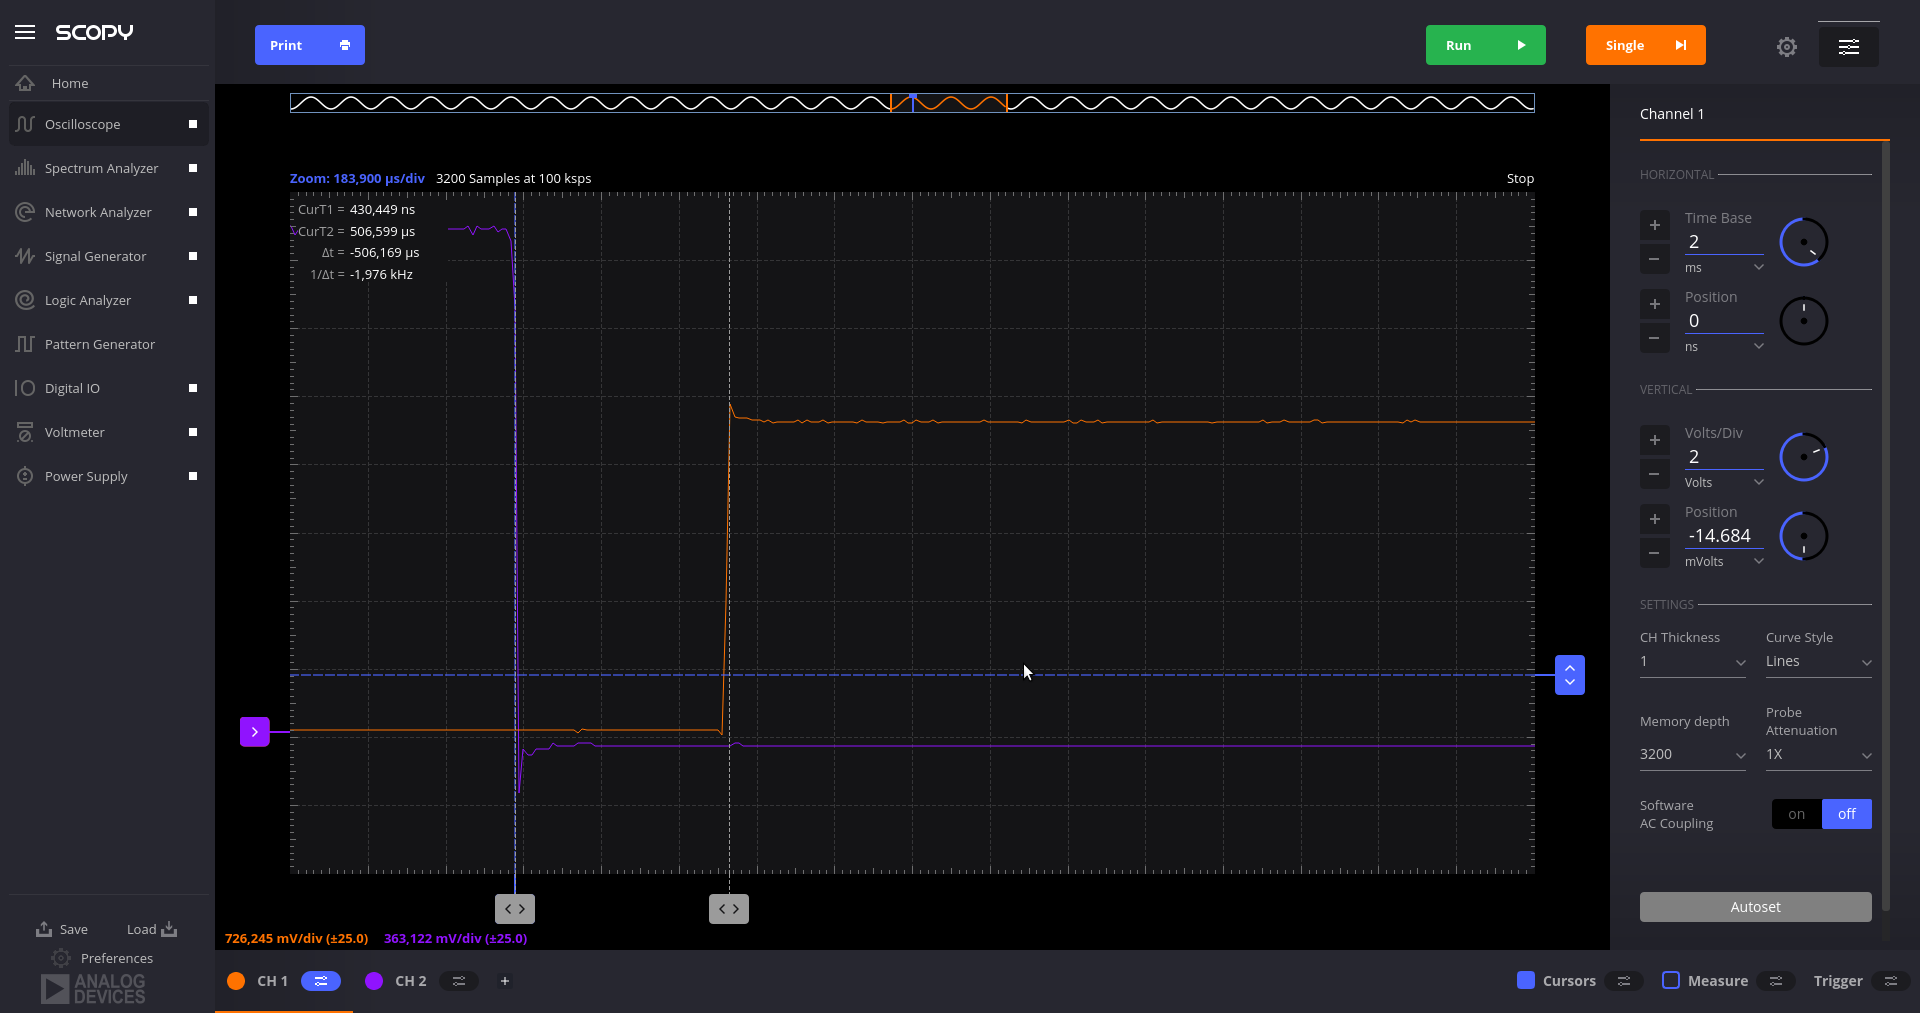 SCOPY
Print
Run
Single
Home
Oscilloscope
Spectrum Analyzer
Network Analyzer
Signal Generator
Logic Analyzer
Pattern Generator
Digital IO
Voltmeter
Power Supply
Save
Load
Preferences
ANALOG
DEVICES
Zoom: 183,900 µs/div 3200 Samples at 100 ksps
Stop
CurT1 = 430,449 ns
CurT2 = 506,599 µs
Δt = -506,169 µs
1/Δt = -1,976 kHz
726,245 mV/div (±25.0) 363,122 mV/div (±25.0)
CH 1
CH 2
+
Cursors
Measure
Trigger
Channel 1
HORIZONTAL
+
Time Base
2
−
ms
+
Position
0
−
ns
VERTICAL
+
Volts/Div
2
−
Volts
+
Position
-14.684
−
mVolts
SETTINGS
CH Thickness
1
Curve Style
Lines
Memory depth
3200
Probe
Attenuation
1X
Software
AC Coupling
on off
Autoset